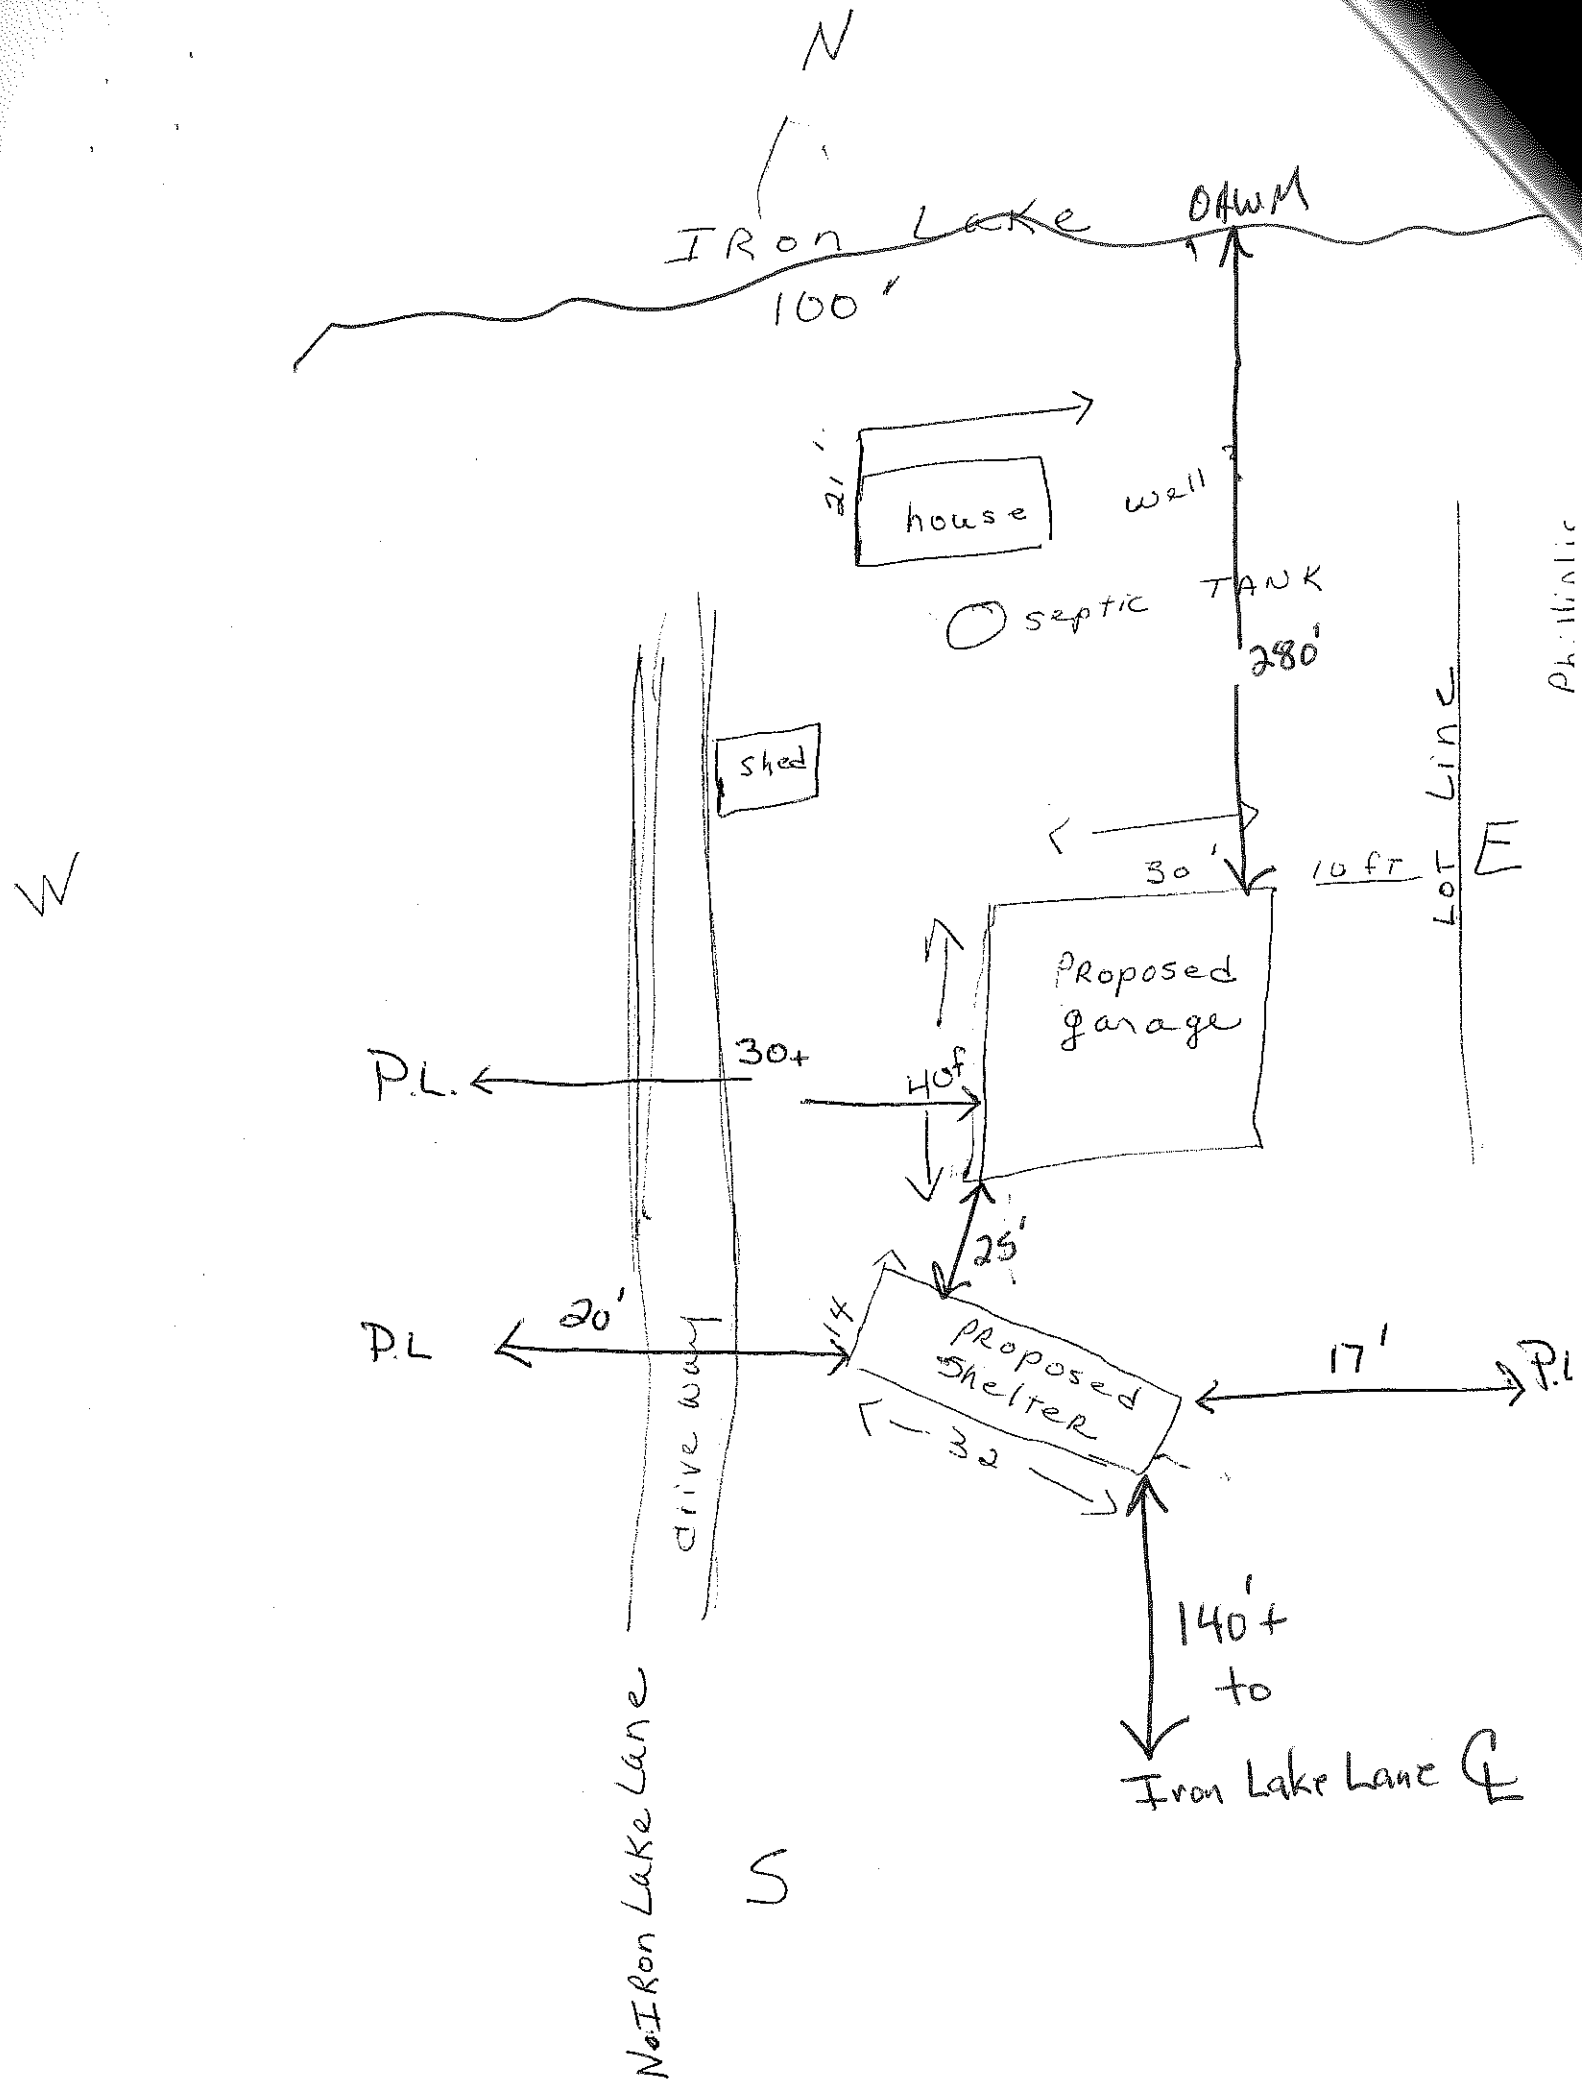 N
IRon Lake
OHWM
100'
21'
house
well
septic TANK
280'
shed
LOT Line
W
E
30'
10 fT
PRoposed
garage
P.L.
30+
40f
25'
P.L
20'
14
PRoposed
ShelteR
17'
P.L
32
drive way
140'+
to
Iron Lake Lane ℄
No. IRon Lake Lane
S